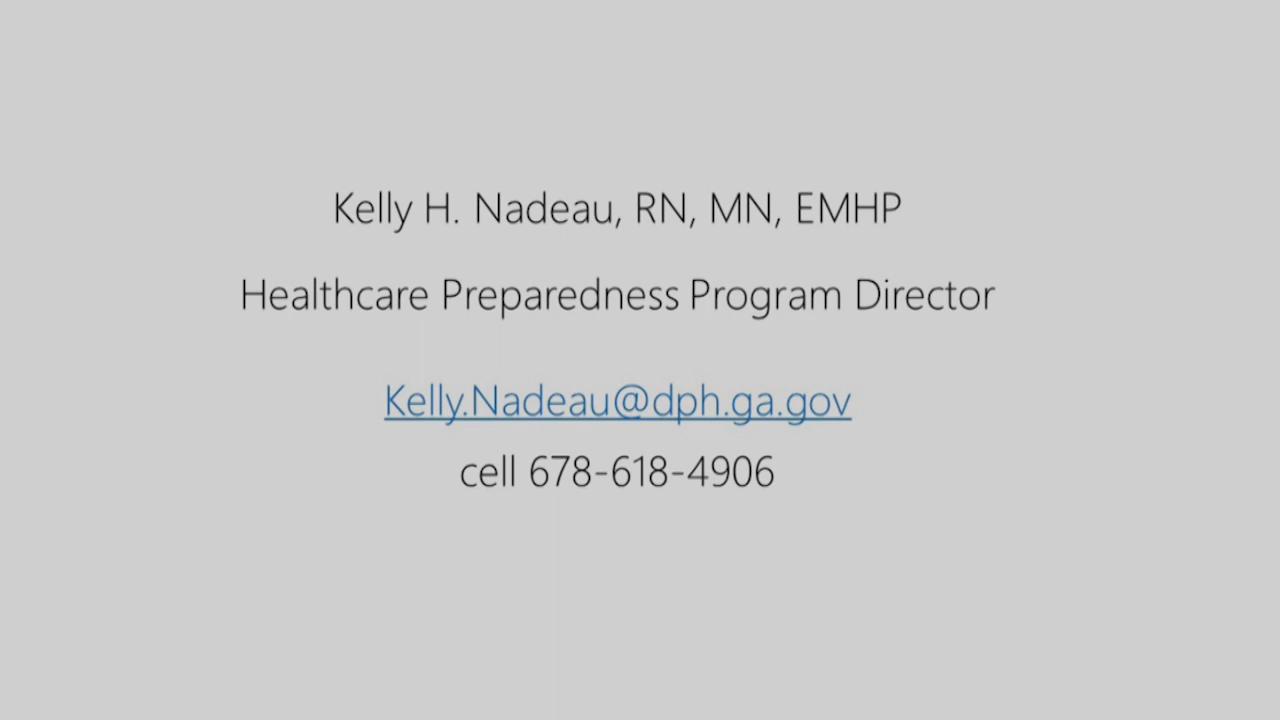 Kelly H. Nadeau, RN, MN, EMHP
Healthcare Preparedness Program Director
Kelly.Nadeau@dph.ga.gov
cell 678-618-4906